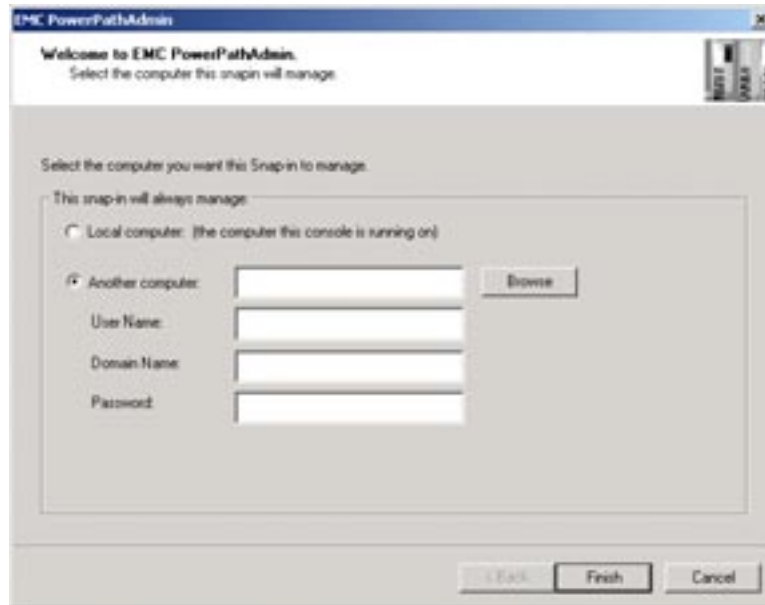 EMC PowerPathAdmin
Welcome to EMC PowerPathAdmin.
Select the computer this snapin will manage.
Select the computer you want this Snap-in to manage.
This snap-in will always manage
Local computer: (the computer this console is running on)
Another computer:
Browse
User Name:
Domain Name
Password:
< Back
Finish
Cancel